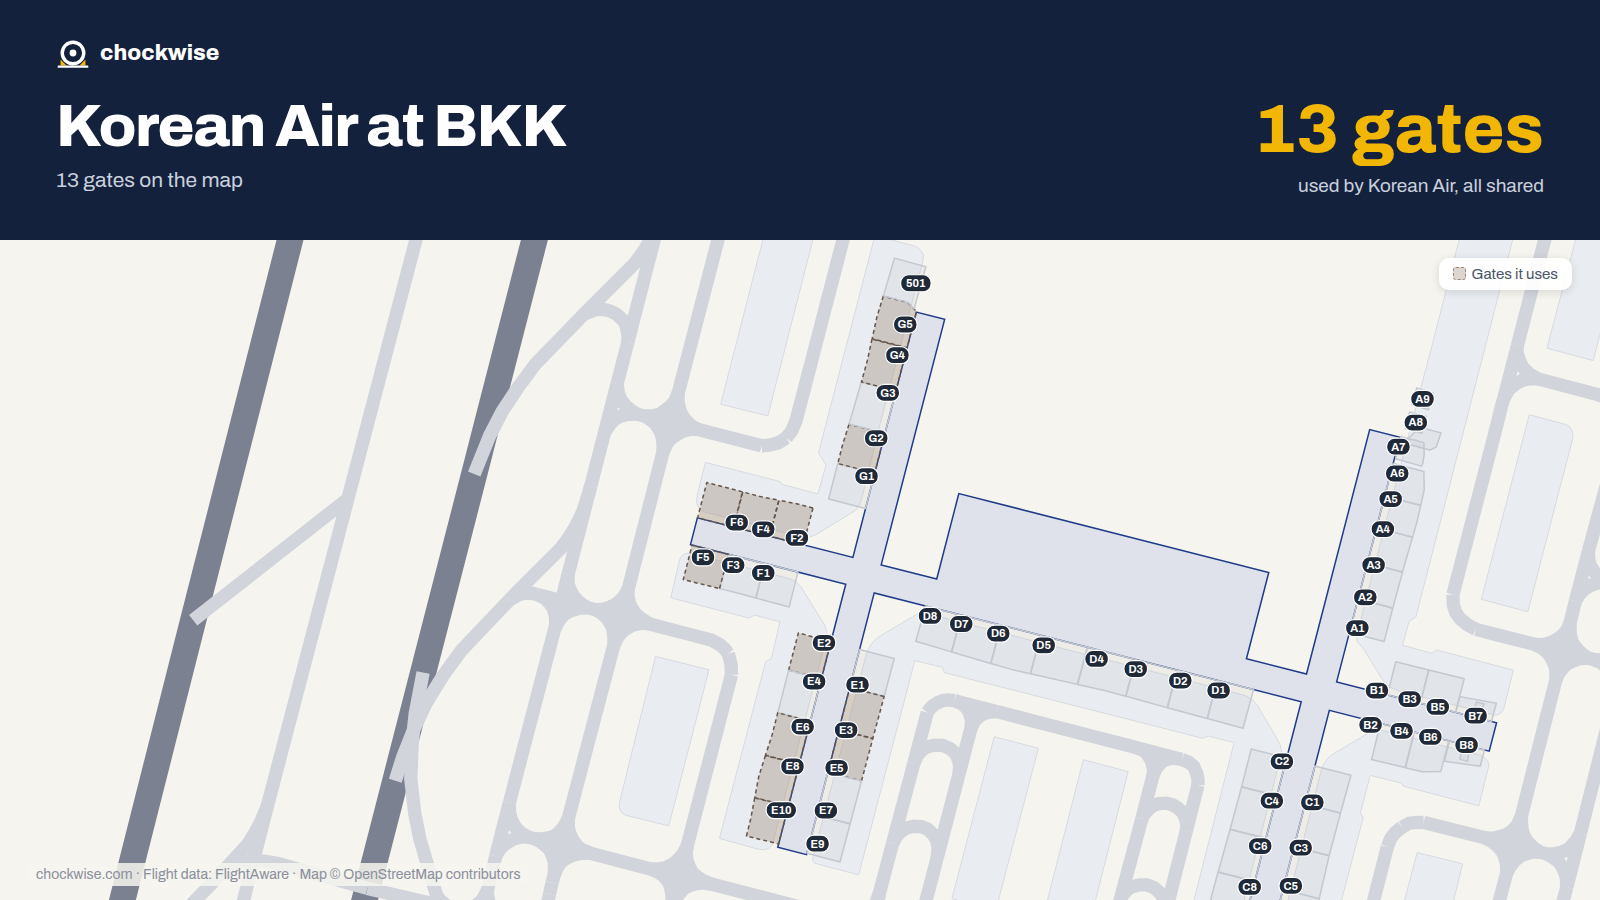 chockwise
Korean Air at BKK
13 gates on the map
13 gates
used by Korean Air, all shared
Gates it uses
501
G5
G4
G3
G2
G1
F6
F4
F2
F5
F3
F1
E2
E4
E1
E6
E3
E8
E5
E10
E7
E9
D8
D7
D6
D5
D4
D3
D2
D1
A9
A8
A7
A6
A5
A4
A3
A2
A1
B1
B3
B5
B7
B2
B4
B6
B8
C2
C4
C1
C6
C3
C8
C5
chockwise.com · Flight data: FlightAware · Map © OpenStreetMap contributors